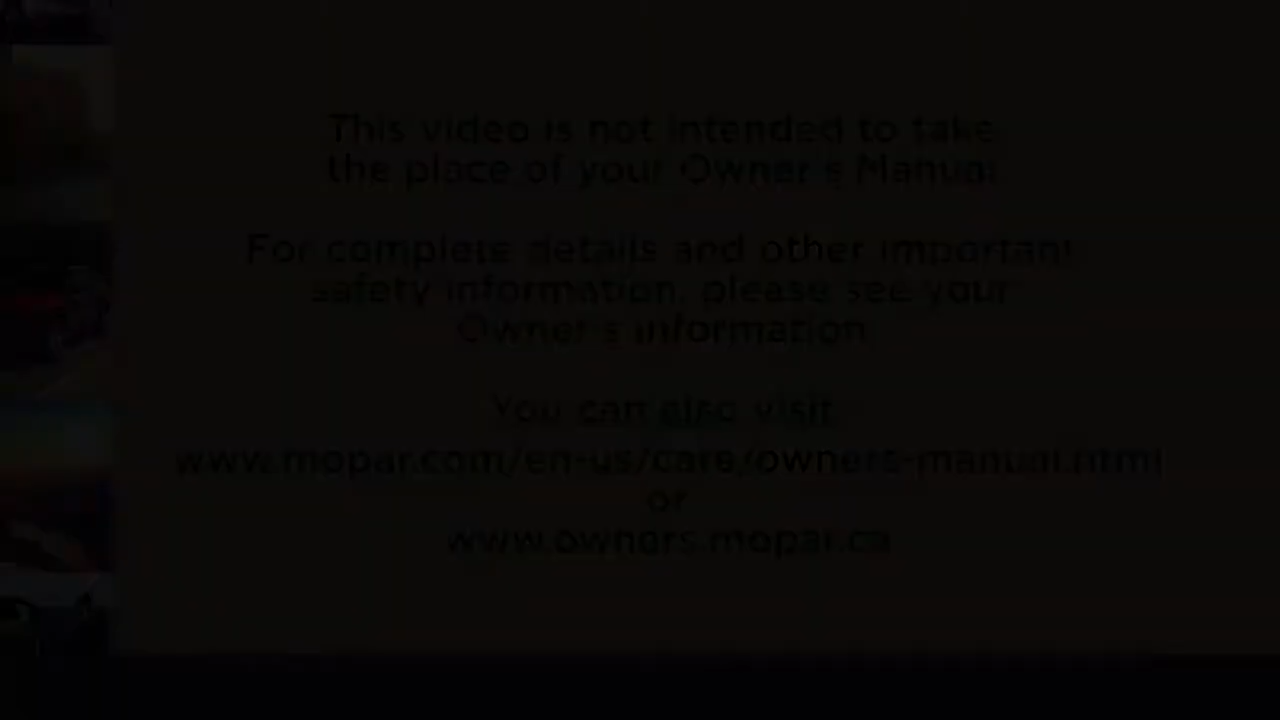 This video is not intended to take
the place of your Owner's Manual
For complete details and other important
safety information, please see your
Owner's information
You can also visit
www.mopar.com/en-us/care/owners-manual.html
or
www.owners.mopar.ca